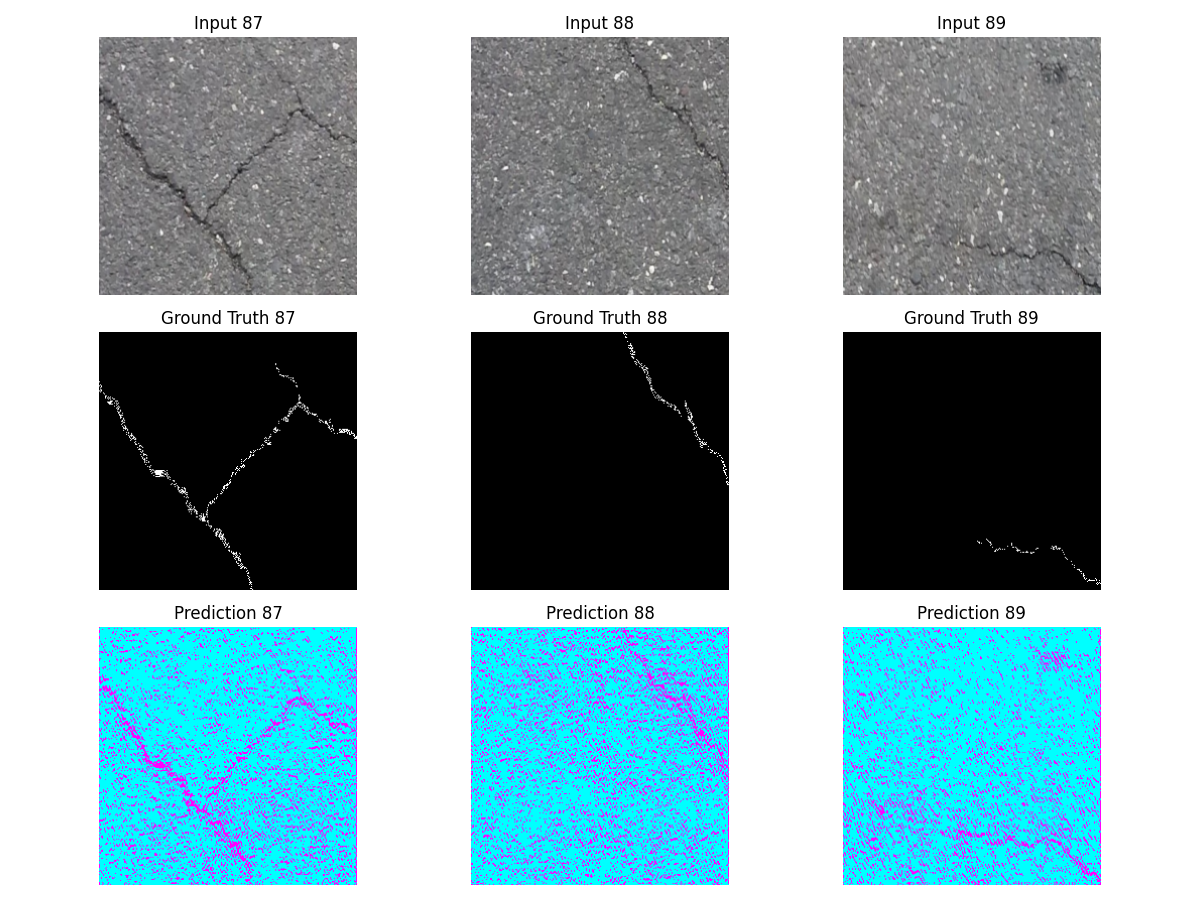 Input 87
Input 88
Input 89
Ground Truth 87
Ground Truth 88
Ground Truth 89
Prediction 87
Prediction 88
Prediction 89